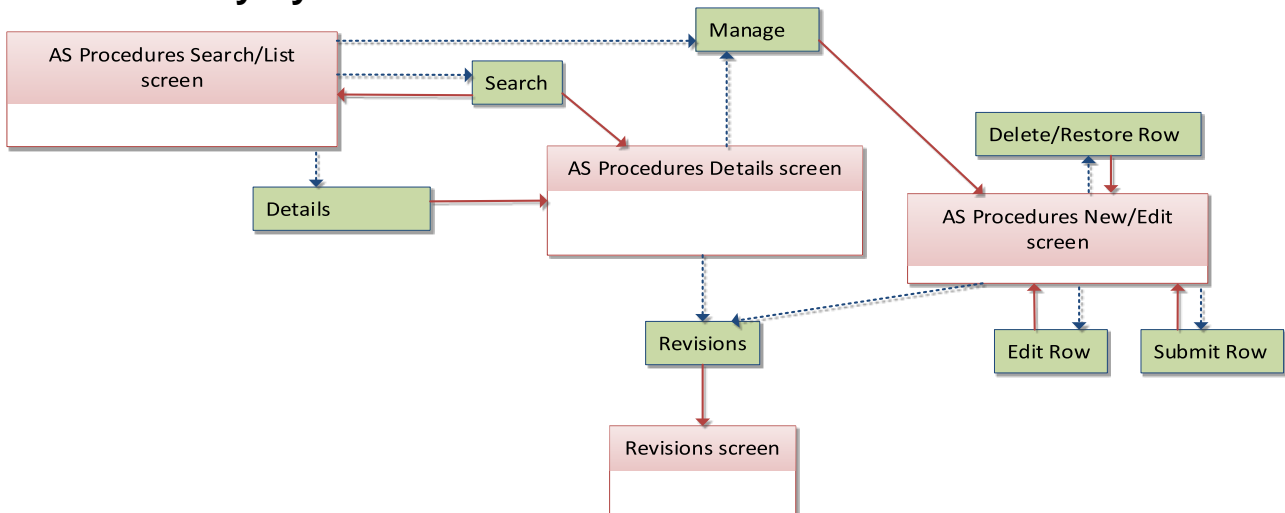 Manage
AS Procedures Search/List
screen
Search
Delete/Restore Row
AS Procedures Details screen
Details
AS Procedures New/Edit
screen
Revisions
Edit Row
Submit Row
Revisions screen